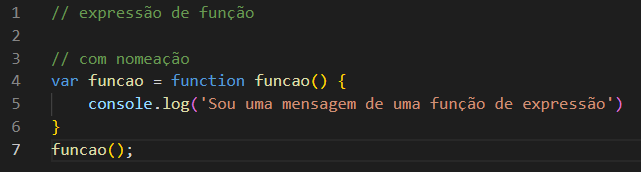 1 // expressão de função
2
3 // com nomeação
4 var funcao = function funcao() {
5 console.log('Sou uma mensagem de uma função de expressão')
6 }
7 funcao();